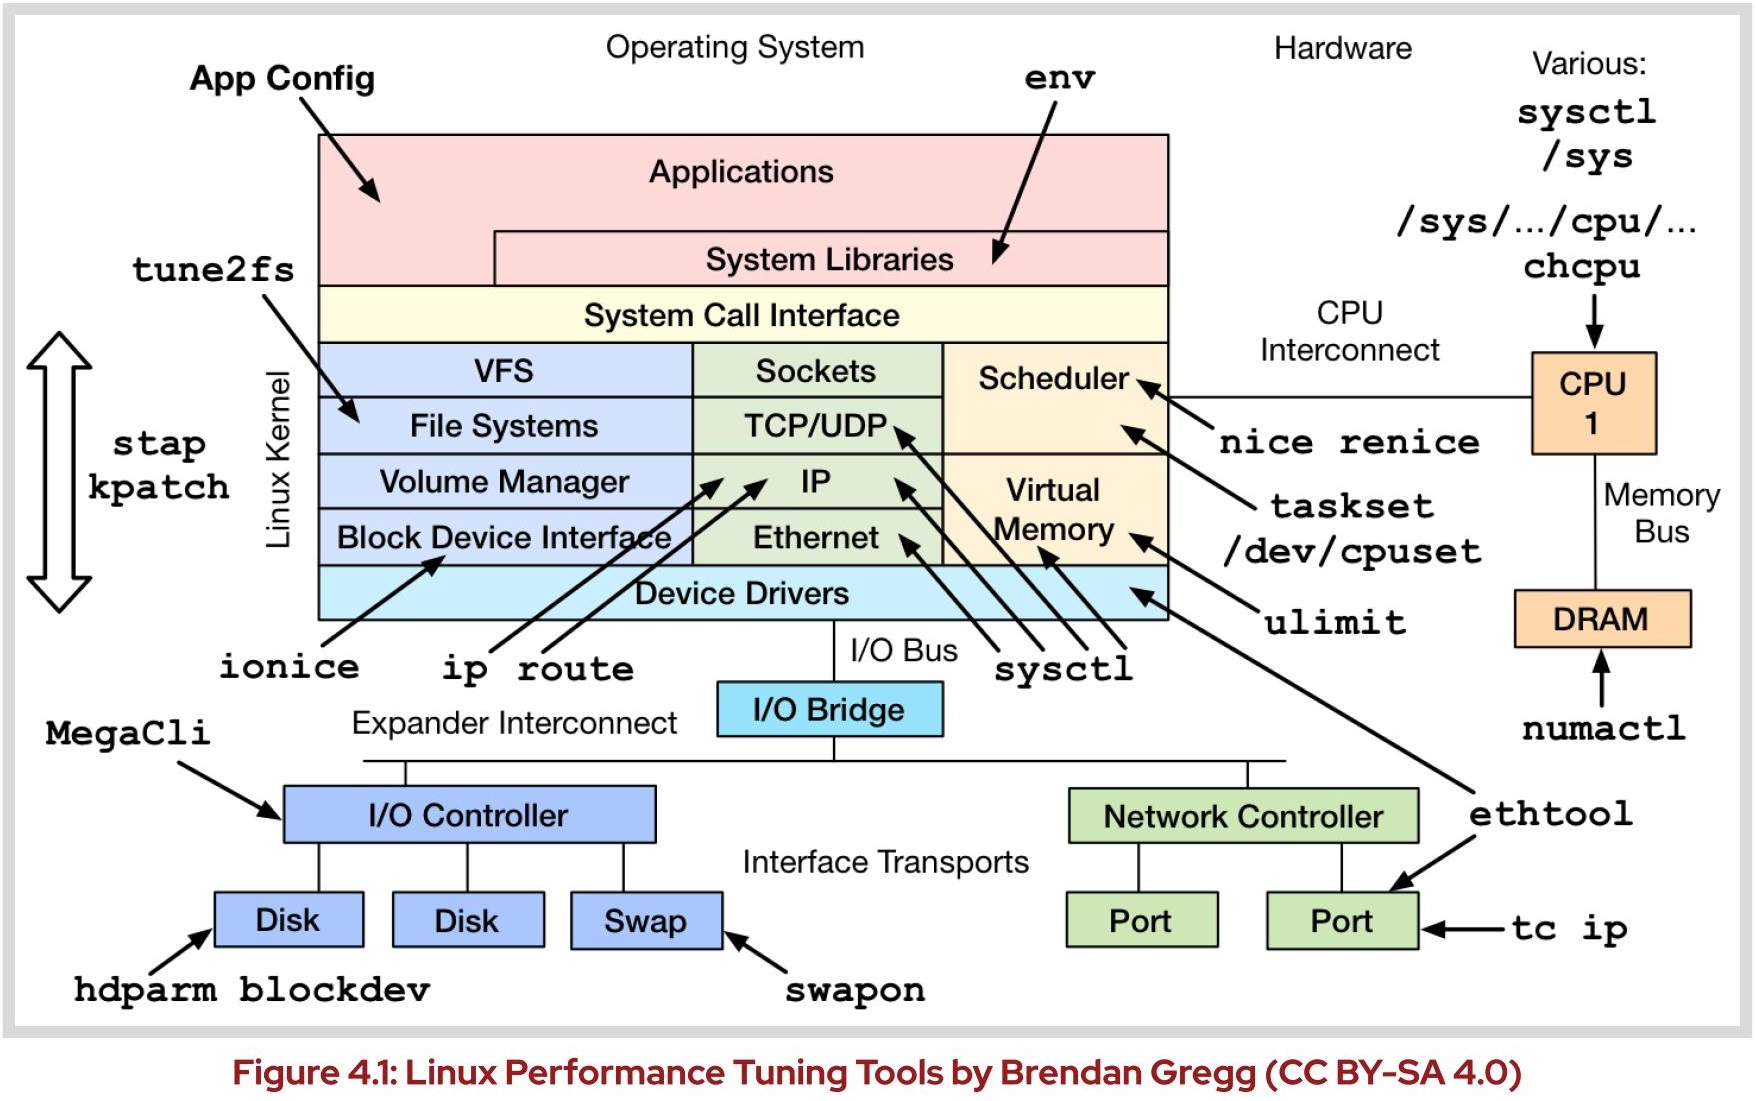 Operating System
Hardware
Various:
sysctl
/sys
/sys/…/cpu/…
chcpu
App Config
env
Applications
System Libraries
tune2fs
System Call Interface
CPU
Interconnect
VFS
Sockets
Scheduler
CPU
1
File Systems
TCP/UDP
nice renice
stap
kpatch
Linux Kernel
Volume Manager
IP
Virtual
Memory
taskset
/dev/cpuset
Memory
Bus
Block Device Interface
Ethernet
Device Drivers
ulimit
DRAM
ionice
ip route
I/O Bus
sysctl
numactl
MegaCli
Expander Interconnect
I/O Bridge
I/O Controller
Network Controller
ethtool
Interface Transports
Disk
Disk
Swap
Port
Port
tc ip
hdparm blockdev
swapon
Figure 4.1: Linux Performance Tuning Tools by Brendan Gregg (CC BY-SA 4.0)